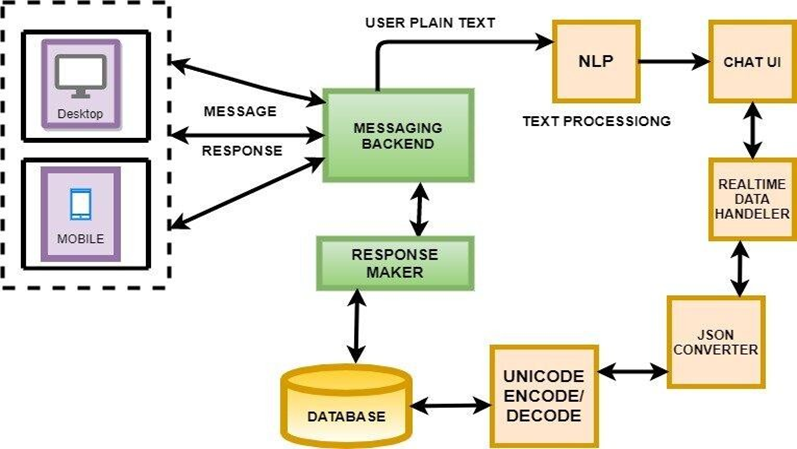 USER PLAIN TEXT
Desktop
MESSAGE
RESPONSE
MOBILE
MESSAGING
BACKEND
NLP
TEXT PROCESSIONG
CHAT UI
REALTIME
DATA
HANDELER
RESPONSE
MAKER
JSON
CONVERTER
UNICODE
ENCODE/
DECODE
DATABASE